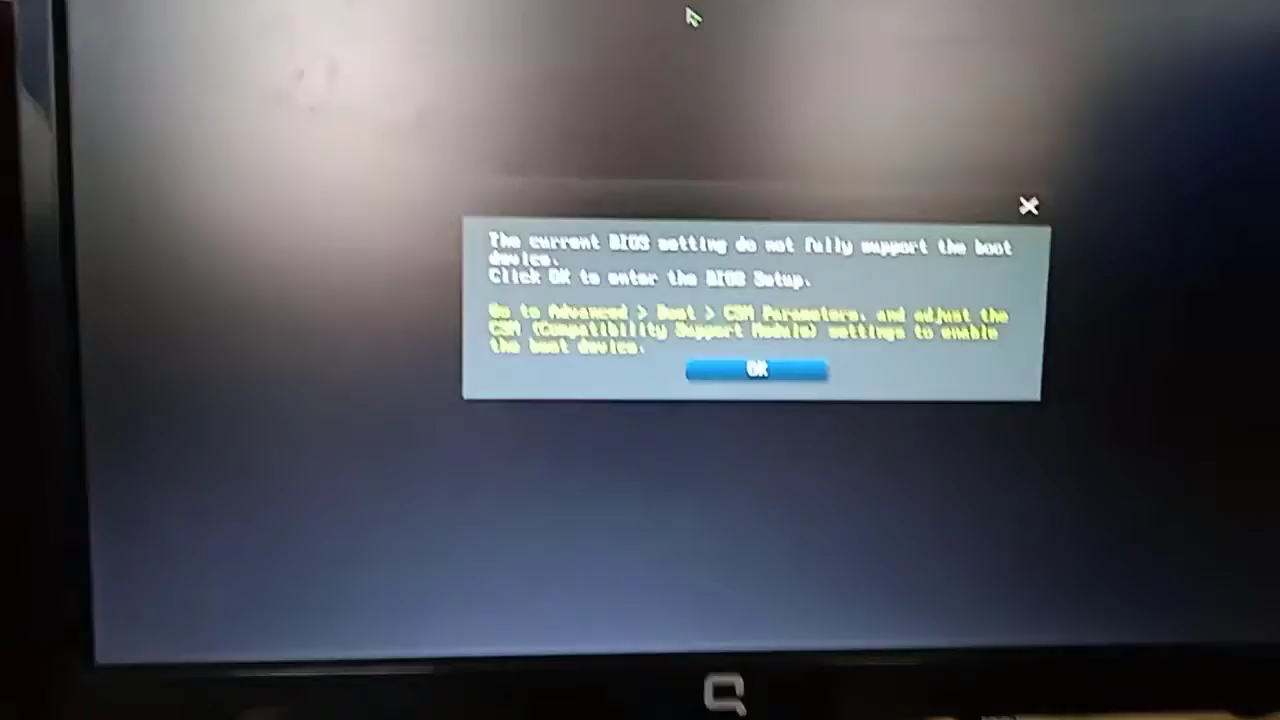 The current BIOS setting do not fully support the boot
device.
Click OK to enter the BIOS Setup.
Go to Advanced > Boot > CSM Parameters, and adjust the
CSM (Compatibility Support Module) settings to enable
the boot device.
OK